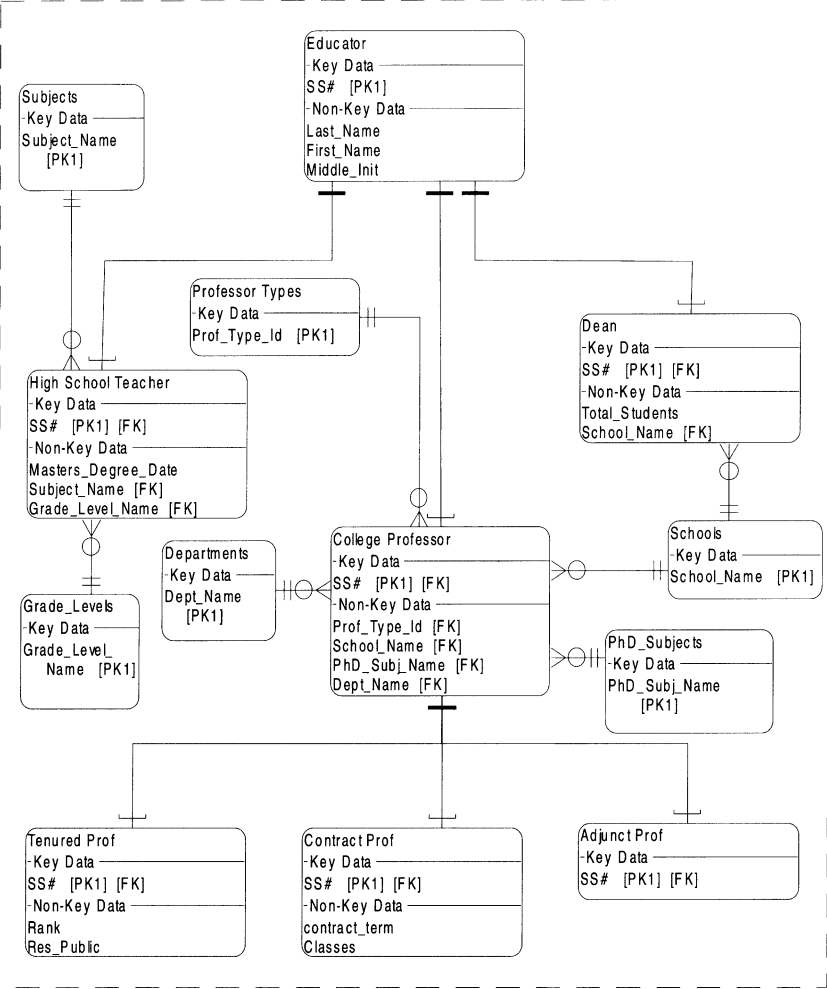 Educator
-Key Data
SS# [PK1]
-Non-Key Data
Last_Name
First_Name
Middle_Init
Subjects
-Key Data
Subject_Name
[PK1]
Professor Types
-Key Data
Prof_Type_Id [PK1]
Dean
-Key Data
SS# [PK1] [FK]
-Non-Key Data
Total_Students
School_Name [FK]
High School Teacher
-Key Data
SS# [PK1] [FK]
-Non-Key Data
Masters_Degree_Date
Subject_Name [FK]
Grade_Level_Name [FK]
Schools
-Key Data
School_Name [PK1]
College Professor
-Key Data
SS# [PK1] [FK]
-Non-Key Data
Prof_Type_Id [FK]
School_Name [FK]
PhD_Subj_Name [FK]
Dept_Name [FK]
Departments
-Key Data
Dept_Name
[PK1]
Grade_Levels
-Key Data
Grade_Level_
Name [PK1]
PhD_Subjects
-Key Data
PhD_Subj_Name
[PK1]
Tenured Prof
-Key Data
SS# [PK1] [FK]
-Non-Key Data
Rank
Res_Public
Contract Prof
-Key Data
SS# [PK1] [FK]
-Non-Key Data
contract_term
Classes
Adjunct Prof
-Key Data
SS# [PK1] [FK]